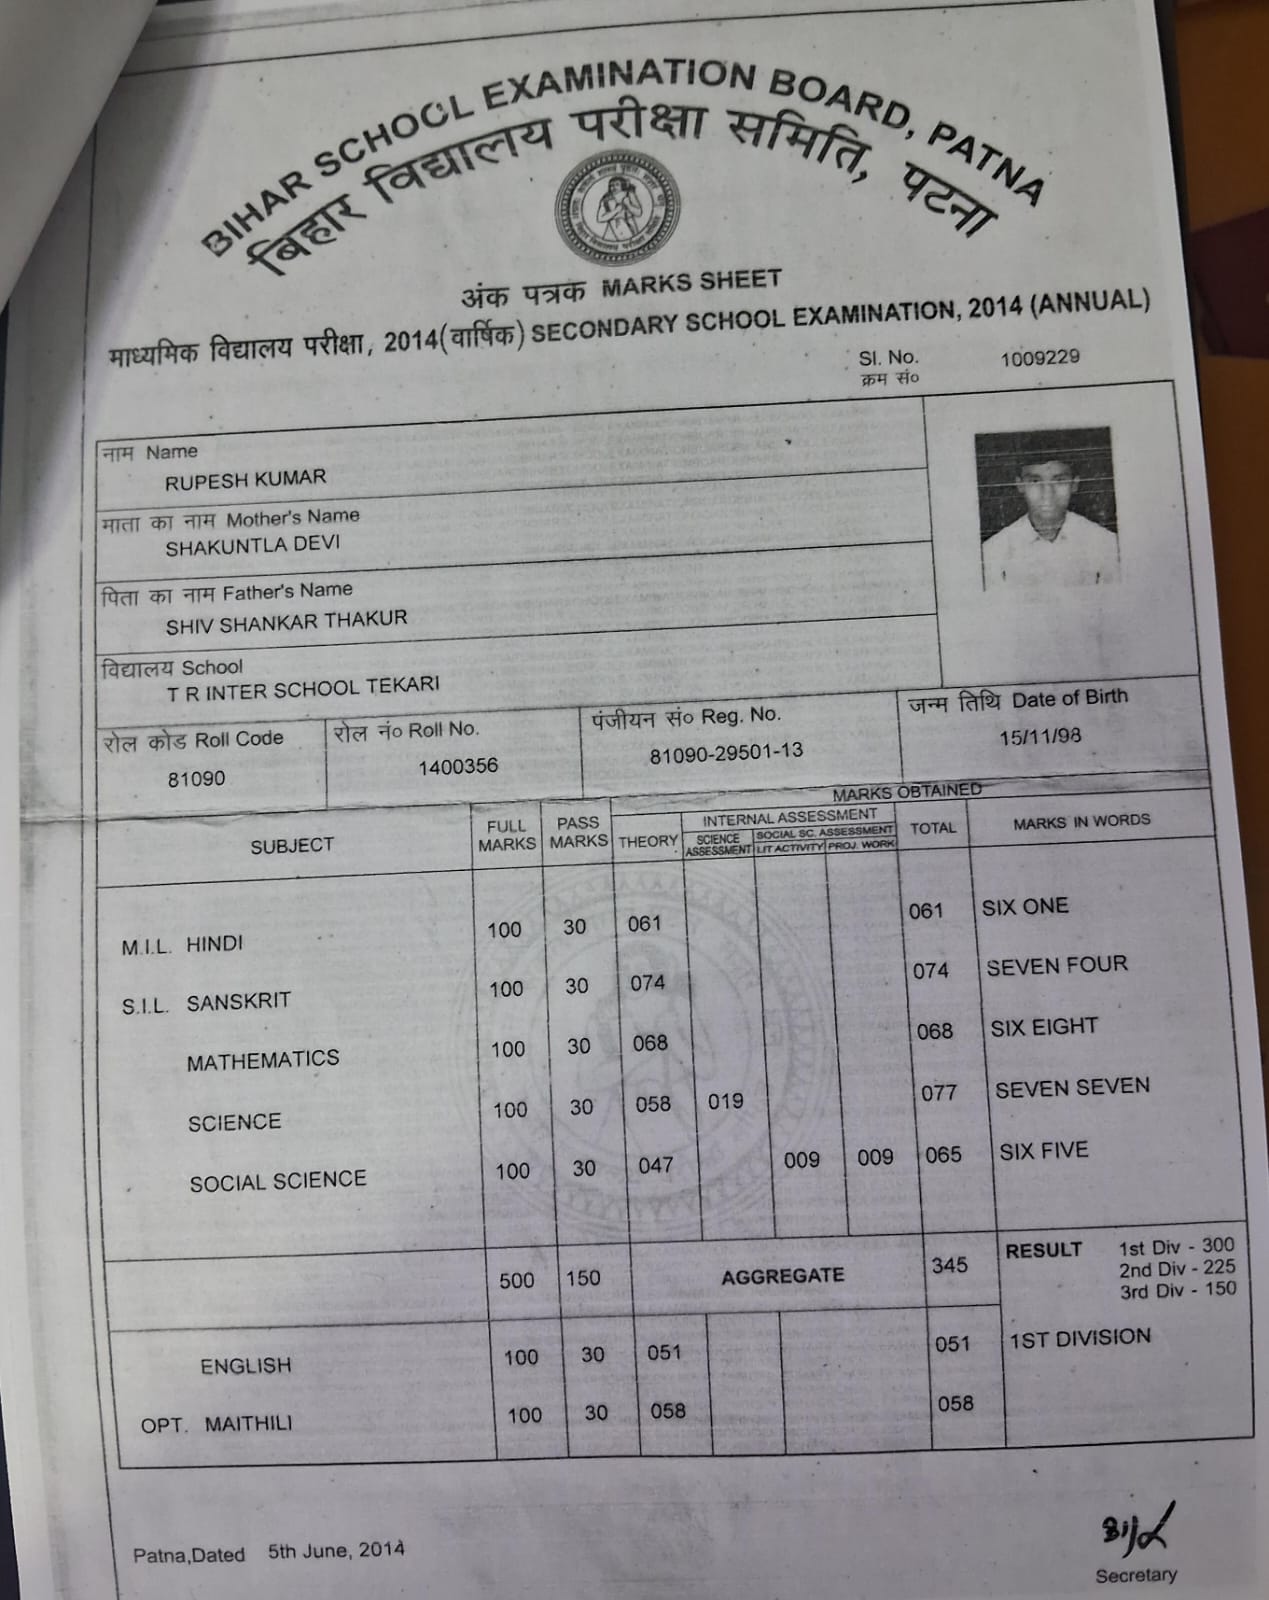 BIHAR SCHOOL EXAMINATION BOARD, PATNA
बिहार विद्यालय परीक्षा समिति, पटना
अंक पत्रक MARKS SHEET
माध्यमिक विद्यालय परीक्षा, 2014(वार्षिक) SECONDARY SCHOOL EXAMINATION, 2014 (ANNUAL)
Sl. No. 1009229
क्रम सं०
नाम Name
RUPESH KUMAR
माता का नाम Mother's Name
SHAKUNTLA DEVI
पिता का नाम Father's Name
SHIV SHANKAR THAKUR
विद्यालय School
T R INTER SCHOOL TEKARI
रोल कोड Roll Code रोल नं० Roll No. पंजीयन सं० Reg. No. जन्म तिथि Date of Birth
81090 1400356 81090-29501-13 15/11/98
MARKS OBTAINED
SUBJECT FULL MARKS PASS MARKS THEORY INTERNAL ASSESSMENT TOTAL MARKS IN WORDS
SCIENCE ASSESSMENT SOCIAL SC. ASSESSMENT
LIT ACTIVITY PROJ. WORK
M.I.L. HINDI 100 30 061 061 SIX ONE
S.I.L. SANSKRIT 100 30 074 074 SEVEN FOUR
MATHEMATICS 100 30 068 068 SIX EIGHT
SCIENCE 100 30 058 019 077 SEVEN SEVEN
SOCIAL SCIENCE 100 30 047 009 009 065 SIX FIVE
500 150 AGGREGATE 345 RESULT 1st Div - 300
2nd Div - 225
3rd Div - 150
ENGLISH 100 30 051 051 1ST DIVISION
OPT. MAITHILI 100 30 058 058
Patna,Dated 5th June, 2014
Secretary